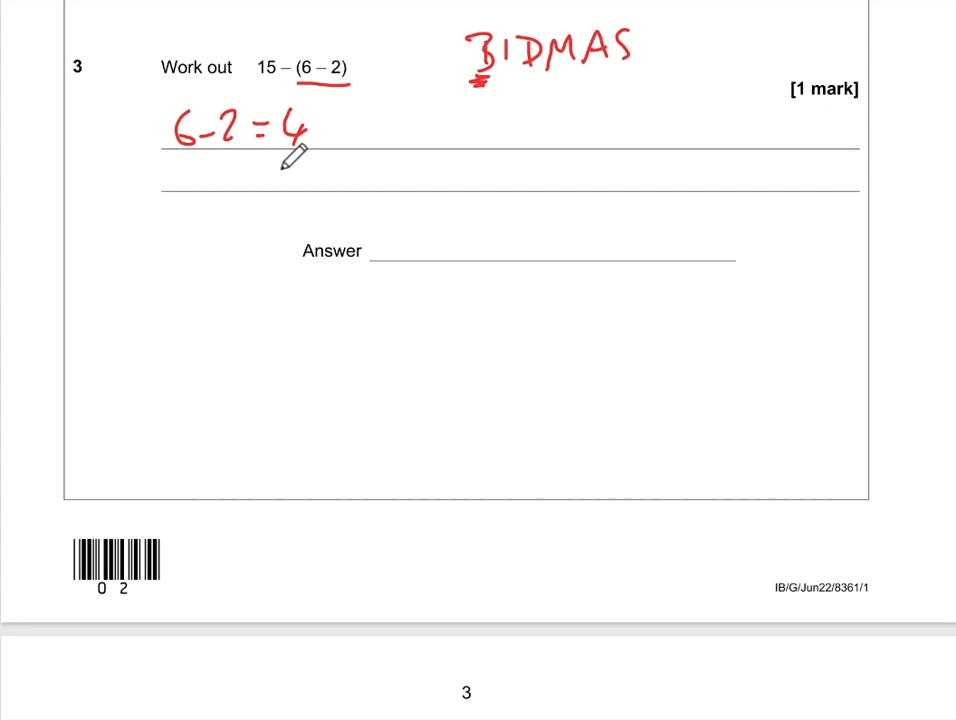 BIDMAS
3 Work out 15 – (6 – 2)
[1 mark]
6-2=4
Answer
0 2
IB/G/Jun22/8361/1
3